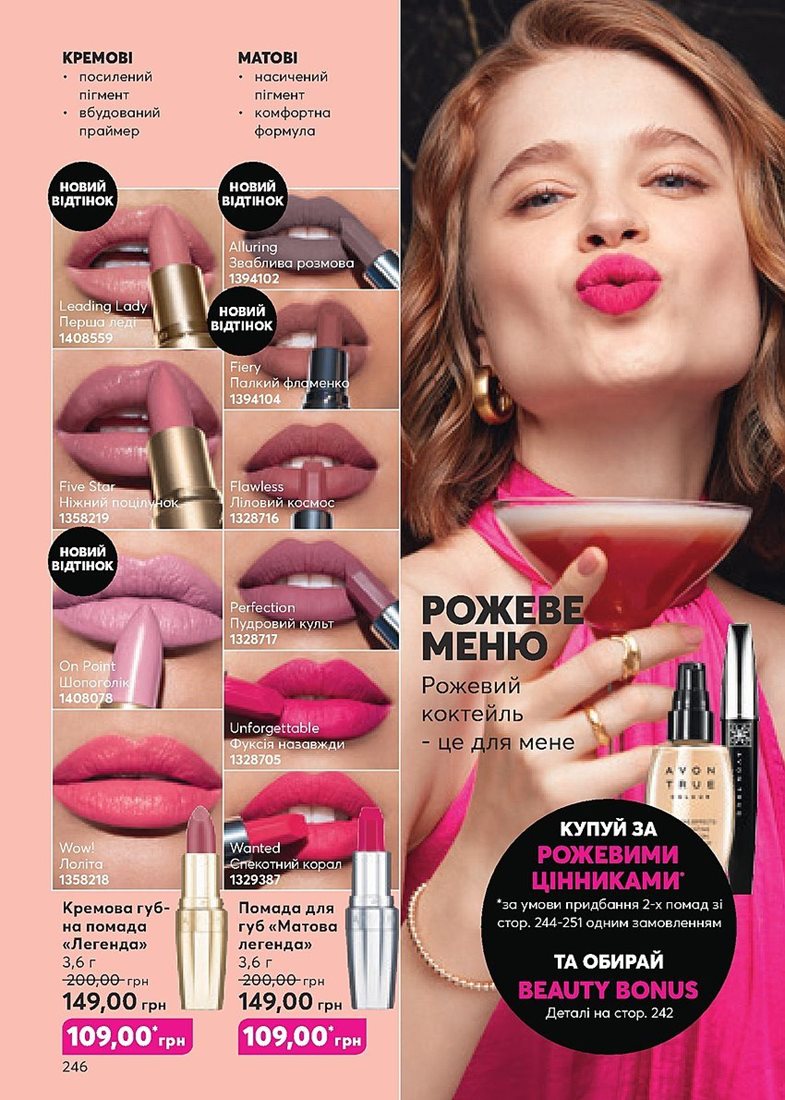 КРЕМОВІ
• посилений
пігмент
• вбудований
праймер
МАТОВІ
• насичений
пігмент
• комфортна
формула
НОВИЙ
ВІДТІНОК
Leading Lady
Перша леді
1408559
Five Star
Ніжний поцілунок
1358219
НОВИЙ
ВІДТІНОК
On Point
Шопоголік
1408078
Wow!
Лоліта
1358218
НОВИЙ
ВІДТІНОК
Alluring
Зваблива розмова
1394102
НОВИЙ
ВІДТІНОК
Fiery
Палкий фламенко
1394104
Flawless
Ліловий космос
1328716
Perfection
Пудровий культ
1328717
Unforgettable
Фуксія назавжди
1328705
Wanted
Спекотний корал
1329387
Кремова губ-
на помада
«Легенда»
3,6 г
200,00 грн
149,00 грн
109,00* грн
Помада для
губ «Матова
легенда»
3,6 г
200,00 грн
149,00 грн
109,00* грн
246
РОЖЕВЕ
МЕНЮ
Рожевий
коктейль
- це для мене
AVON
TRUE
COLOUR
КУПУЙ ЗА
РОЖЕВИМИ
ЦІННИКАМИ*
*за умови придбання 2-х помад зі
стор. 244-251 одним замовленням
ТА ОБИРАЙ
BEAUTY BONUS
Деталі на стор. 242